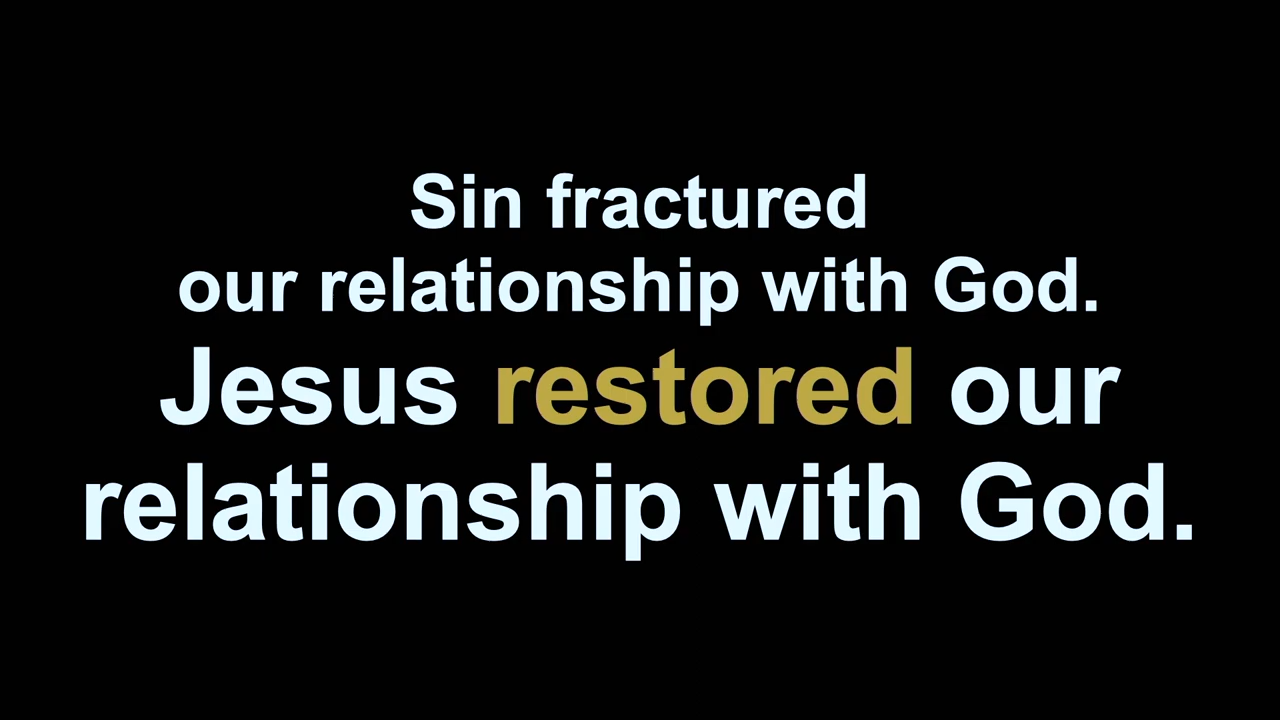 Sin fractured
our relationship with God.
Jesus restored our
relationship with God.